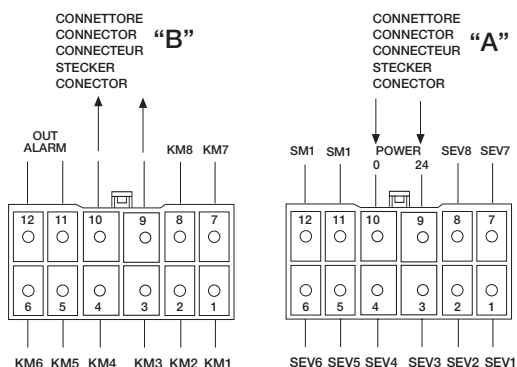 CONNETTORE
CONNECTOR
CONNECTEUR
STECKER
CONECTOR
“B”
OUT
ALARM
KM8 KM7
12 11 10 9 8 7
6 5 4 3 2 1
KM6 KM5 KM4 KM3 KM2 KM1
CONNETTORE
CONNECTOR
CONNECTEUR
STECKER
CONECTOR
“A”
SM1 SM1 POWER SEV8 SEV7
0 24
12 11 10 9 8 7
6 5 4 3 2 1
SEV6 SEV5 SEV4 SEV3 SEV2 SEV1